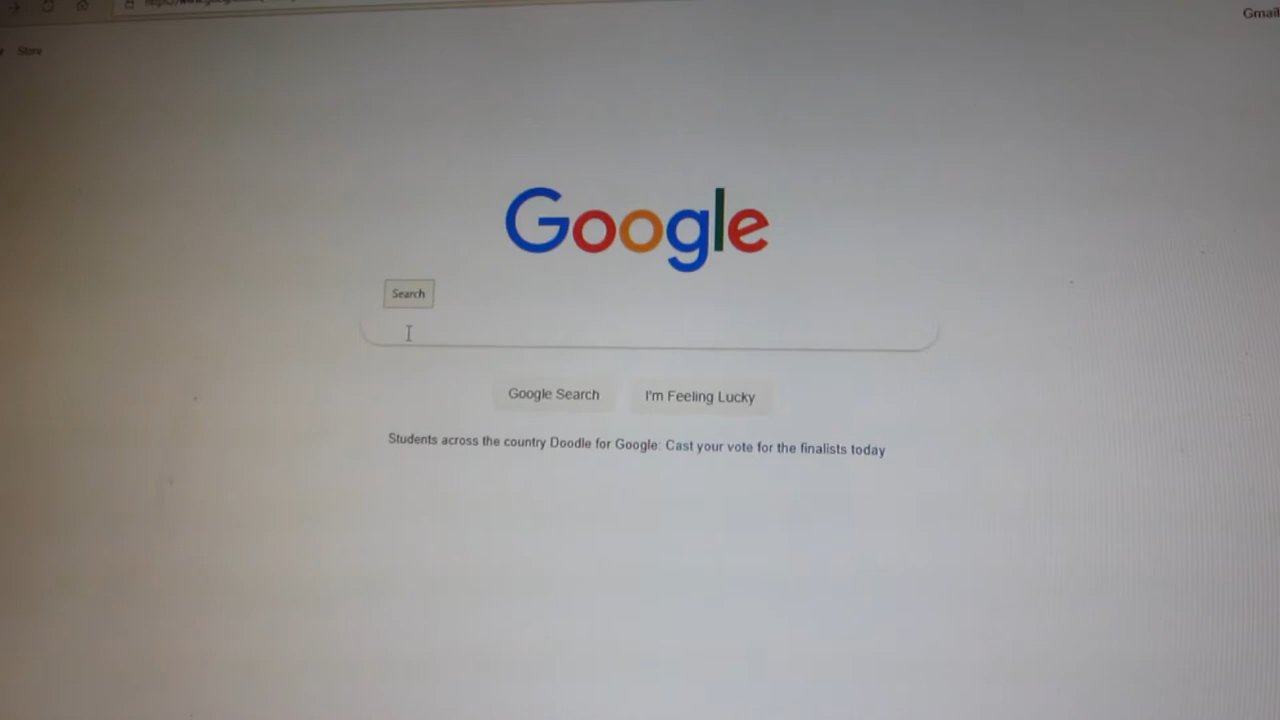 Gmail
Store
Google
Search
Google Search
I'm Feeling Lucky
Students across the country Doodle for Google: Cast your vote for the finalists today